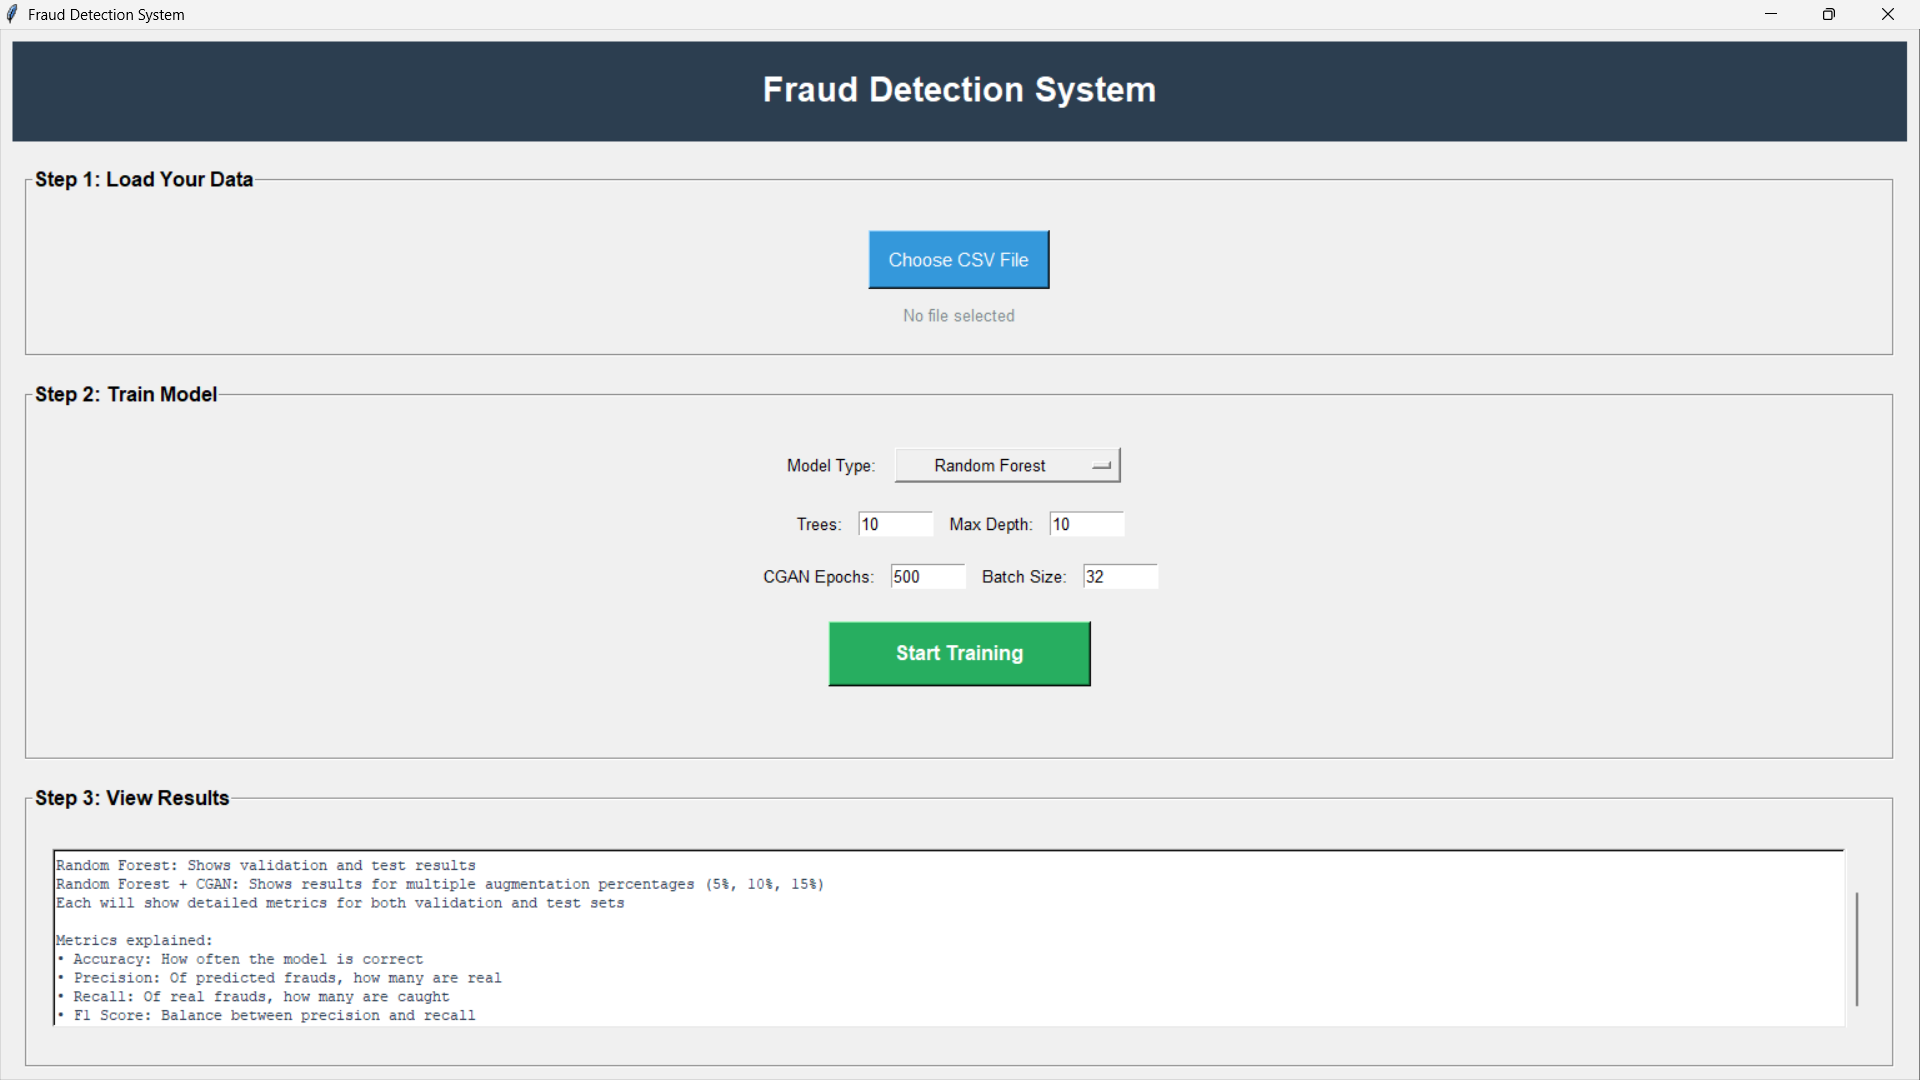 Fraud Detection System
Fraud Detection System
Step 1: Load Your Data
Choose CSV File
No file selected
Step 2: Train Model
Model Type: Random Forest
Trees: 10 Max Depth: 10
CGAN Epochs: 500 Batch Size: 32
Start Training
Step 3: View Results
Random Forest: Shows validation and test results
Random Forest + CGAN: Shows results for multiple augmentation percentages (5%, 10%, 15%)
Each will show detailed metrics for both validation and test sets
Metrics explained:
• Accuracy: How often the model is correct
• Precision: Of predicted frauds, how many are real
• Recall: Of real frauds, how many are caught
• F1 Score: Balance between precision and recall